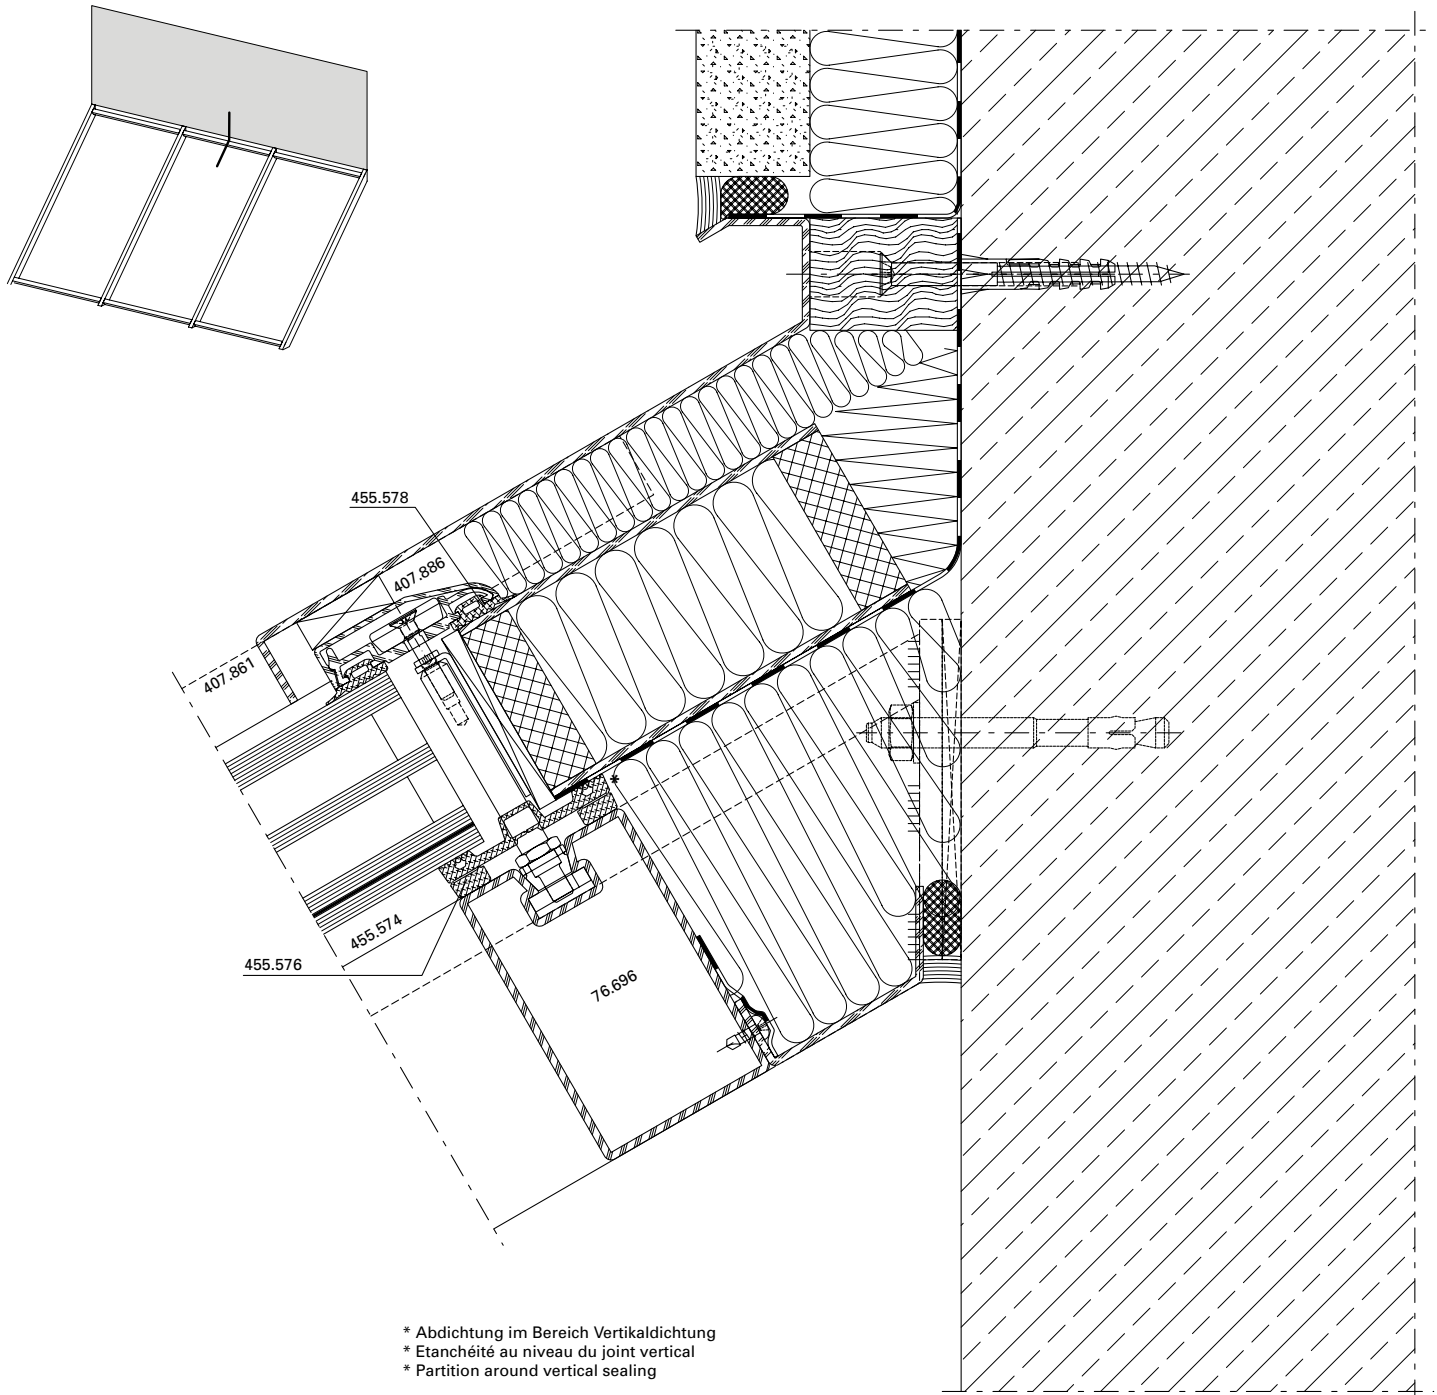 455.578
407.886
407.861
455.574
455.576
76.696
*
* Abdichtung im Bereich Vertikaldichtung
* Etanchéité au niveau du joint vertical
* Partition around vertical sealing